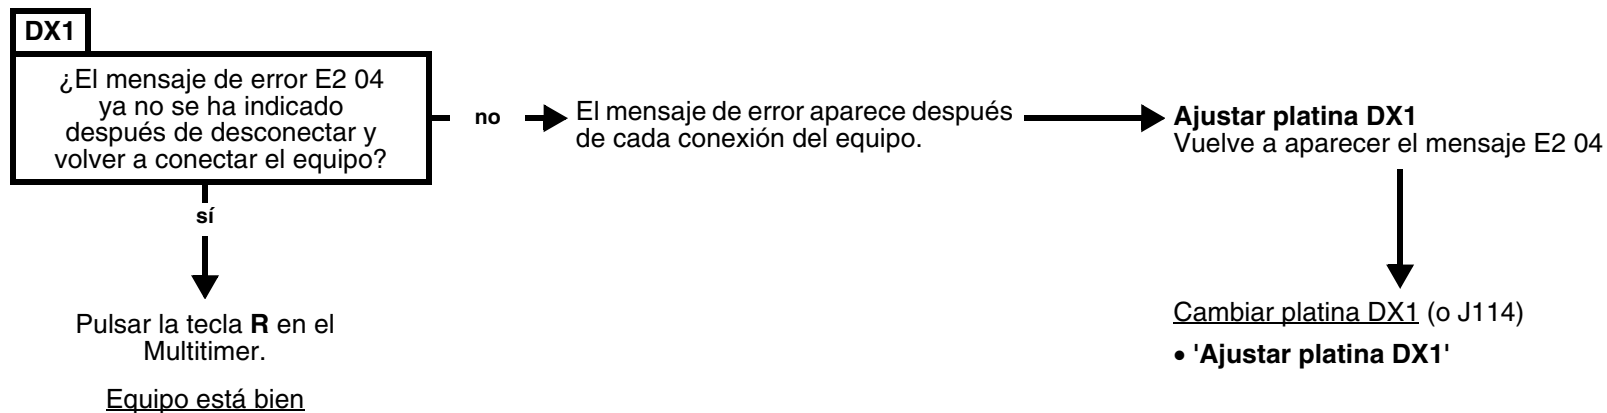 DX1
¿El mensaje de error E2 04
ya no se ha indicado
después de desconectar y
volver a conectar el equipo?
no
El mensaje de error aparece después
de cada conexión del equipo.
Ajustar platina DX1
Vuelve a aparecer el mensaje E2 04
sí
Pulsar la tecla R en el
Multitimer.
Equipo está bien
Cambiar platina DX1 (o J114)
• 'Ajustar platina DX1'